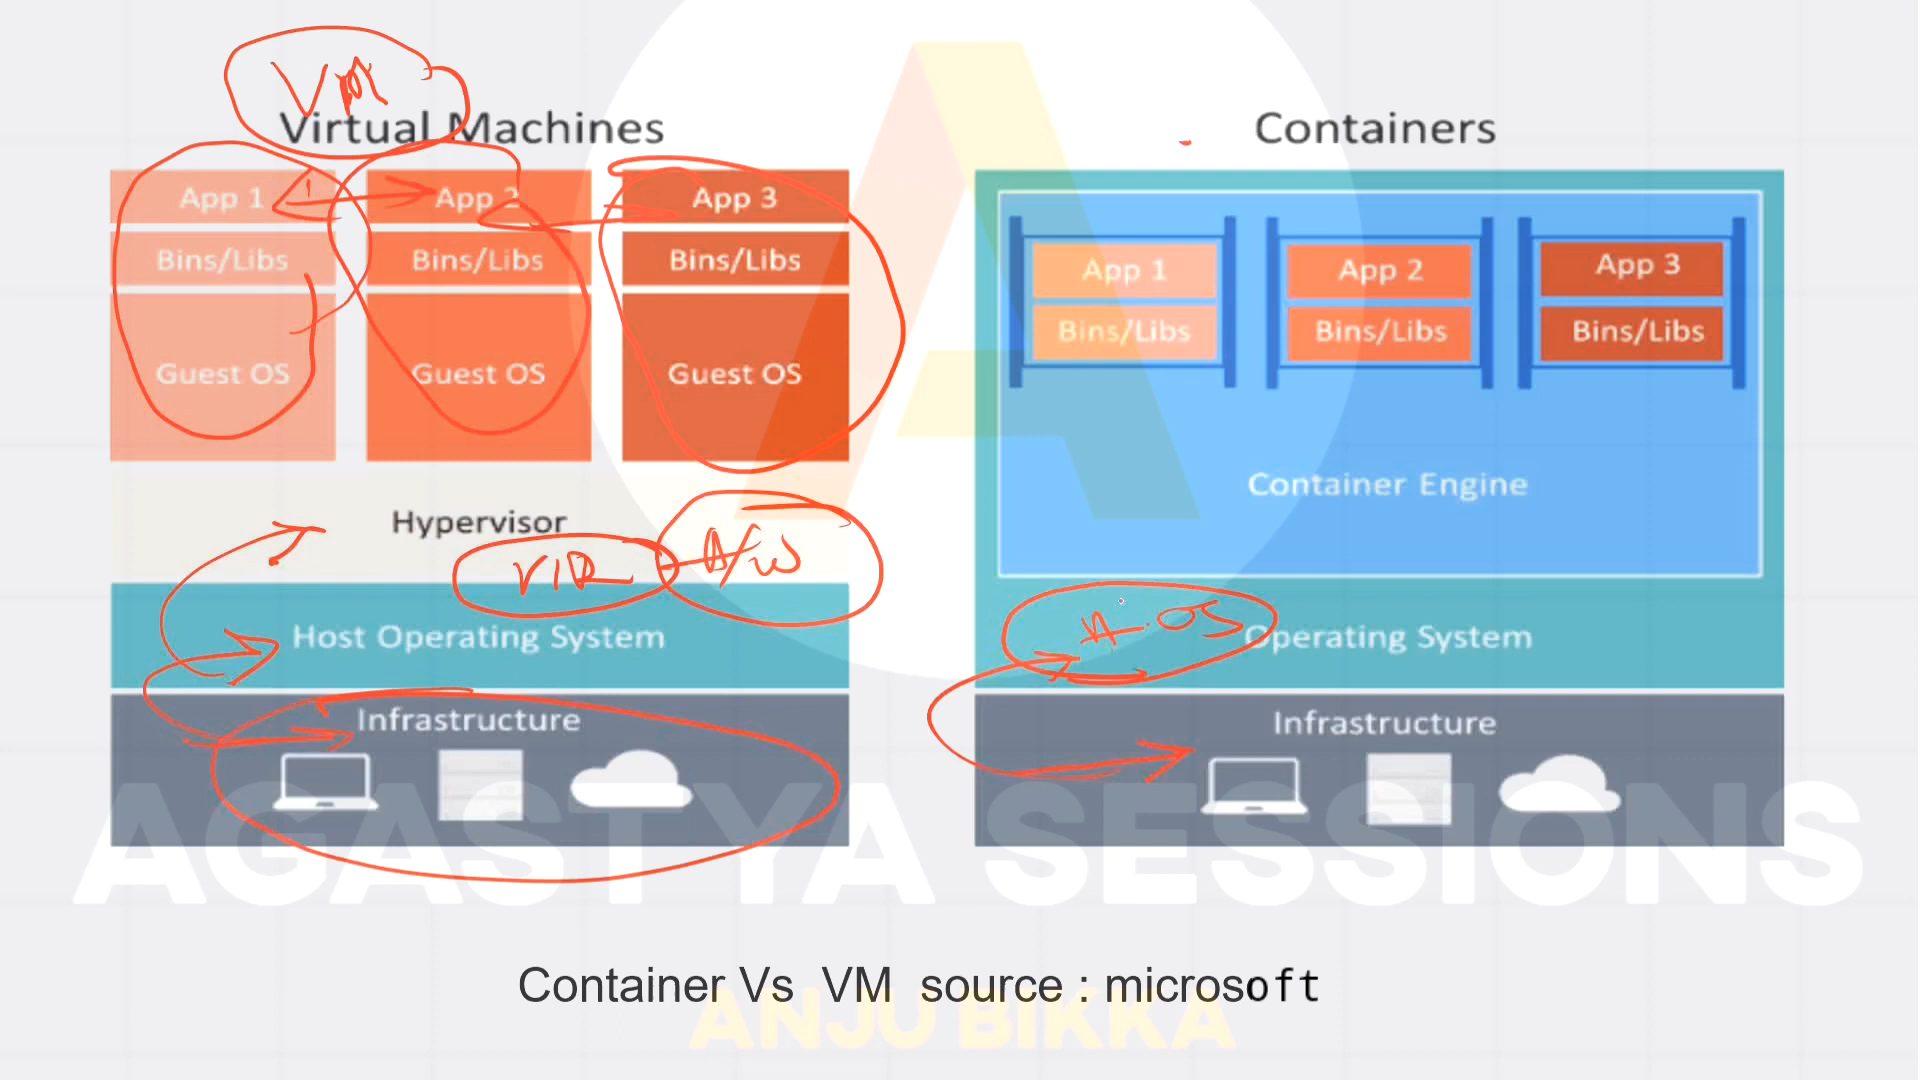 VM
Virtual Machines
Containers
App 1
App 2
App 3
Bins/Libs
Bins/Libs
Bins/Libs
Guest OS
Guest OS
Guest OS
Hypervisor
VIR
Host Operating System
Infrastructure
App 1
App 2
App 3
Bins/Libs
Bins/Libs
Bins/Libs
Container Engine
H.OS
Operating System
Infrastructure
AGASTYA SESSIONS
Container Vs VM source : microsoft
ANJU BIKKA